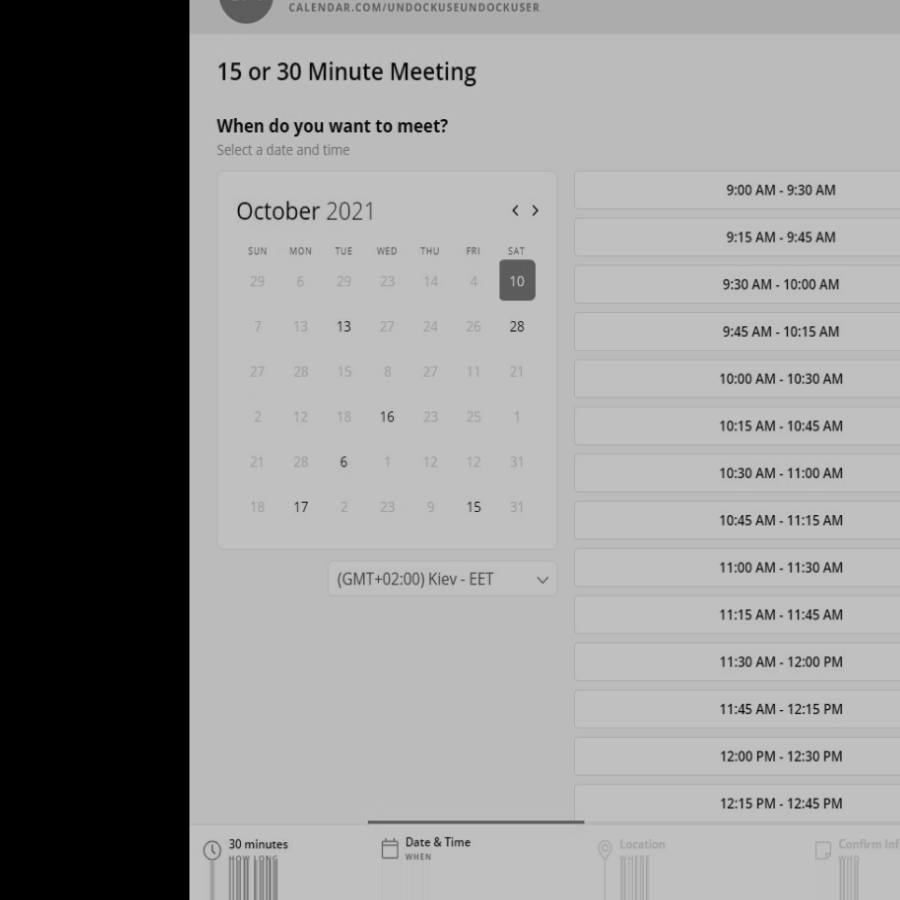 CALENDAR.COM/UNDOCKUSEUNDOCKUSER
15 or 30 Minute Meeting
When do you want to meet?
Select a date and time
October 2021
SUN MON TUE WED THU FRI SAT
29 6 29 23 14 4 10
7 13 13 27 24 26 28
27 28 15 8 27 11 21
2 12 18 16 23 25 1
21 28 6 1 12 12 31
18 17 2 23 9 15 31
(GMT+02:00) Kiev - EET
9:00 AM - 9:30 AM
9:15 AM - 9:45 AM
9:30 AM - 10:00 AM
9:45 AM - 10:15 AM
10:00 AM - 10:30 AM
10:15 AM - 10:45 AM
10:30 AM - 11:00 AM
10:45 AM - 11:15 AM
11:00 AM - 11:30 AM
11:15 AM - 11:45 AM
11:30 AM - 12:00 PM
11:45 AM - 12:15 PM
12:00 PM - 12:30 PM
12:15 PM - 12:45 PM
30 minutes
HOW LONG
Date & Time
WHEN
Location
WHERE
Confirm Inf
WHO